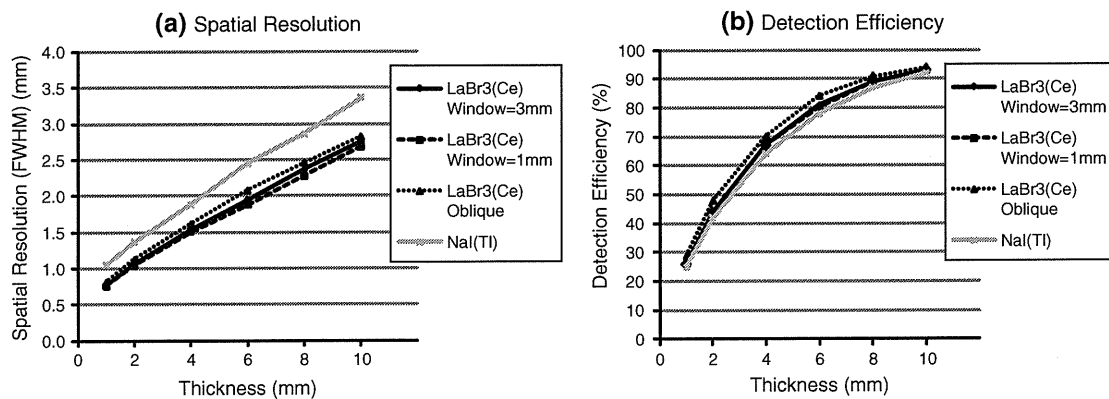 (a) Spatial Resolution
Spatial Resolution (FWHM) (mm)
4.0
3.5
3.0
2.5
2.0
1.5
1.0
0.5
0.0
0 2 4 6 8 10
Thickness (mm)
LaBr3(Ce)
Window=3mm
LaBr3(Ce)
Window=1mm
LaBr3(Ce)
Oblique
NaI(Tl)
(b) Detection Efficiency
Detection Efficiency (%)
100
90
80
70
60
50
40
30
20
10
0
0 2 4 6 8 10
Thickness (mm)
LaBr3(Ce)
Window=3mm
LaBr3(Ce)
Window=1mm
LaBr3(Ce)
Oblique
NaI(Tl)